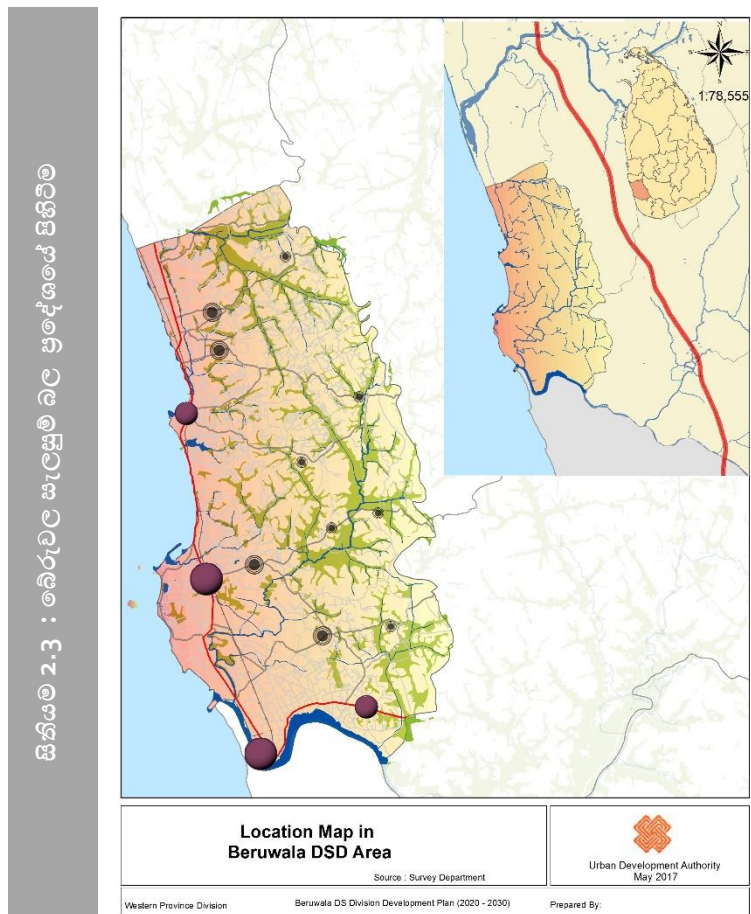 සිතියම 2.3 : බේරුවල සැලසුම් බල ප්‍රදේශයේ පිහිටීම
1:78,555
Location Map in
Beruwala DSD Area
Source : Survey Department
Urban Development Authority
May 2017
Western Province Division
Beruwala DS Division Development Plan (2020 - 2030)
Prepared By: